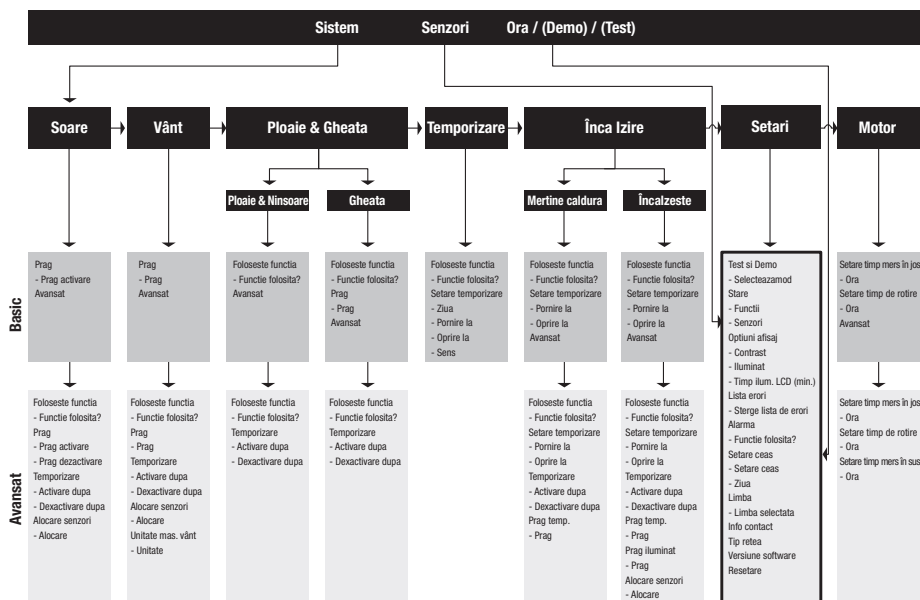 Sistem Senzori Ora / (Demo) / (Test)
Soare Vânt Ploaie & Gheata Temporizare Înca Izire Setari Motor
Ploaie & Ninsoare Gheata Mertine caldura Încalzeste
Basic
Prag
- Prag activare
Avansat
Prag
- Prag
Avansat
Foloseste functia
- Functie folosita?
Avansat
Foloseste functia
- Functie folosita?
Prag
- Prag
Avansat
Foloseste functia
- Functie folosita?
Setare temporizare
- Ziua
- Pornire la
- Oprire la
- Sens
Foloseste functia
- Functie folosita?
Setare temporizare
- Pornire la
- Oprire la
Avansat
Foloseste functia
- Functie folosita?
Setare temporizare
- Pornire la
- Oprire la
Avansat
Test si Demo
- Selecteazamod
Stare
- Functii
- Senzori
Optiuni afisaj
- Contrast
- Iluminat
- Timp ilum. LCD (min.)
Lista erori
- Sterge lista de erori
Alarma
- Functie folosita?
Setare ceas
- Setare ceas
- Ziua
Limba
- Limba selectata
Info contact
Tip retea
Versiune software
Resetare
Setare timp mers în jos
- Ora
Setare timp de rotire
- Ora
Avansat
Avansat
Foloseste functia
- Functie folosita?
Prag
- Prag activare
- Prag dezactivare
Temporizare
- Activare dupa
- Dexactivare dupa
Alocare senzori
- Alocare
Foloseste functia
- Functie folosita?
Prag
- Prag
Temporizare
- Activare dupa
- Dexactivare dupa
Alocare senzori
- Alocare
Unitate mas. vânt
- Unitate
Foloseste functia
- Functie folosita?
Temporizare
- Activare dupa
- Dexactivare dupa
Foloseste functia
- Functie folosita?
Temporizare
- Activare dupa
- Dexactivare dupa
Foloseste functia
- Functie folosita?
Setare temporizare
- Pornire la
- Oprire la
Temporizare
- Activare dupa
- Dexactivare dupa
Prag temp.
- Prag
Foloseste functia
- Functie folosita?
Setare temporizare
- Pornire la
- Oprire la
Temporizare
- Activare dupa
- Dexactivare dupa
Prag temp.
- Prag
Prag iluminat
- Prag
Alocare senzori
- Alocare
Setare timp mers în jos
- Ora
Setare timp de rotire
- Ora
Setare timp mers în sus
- Ora